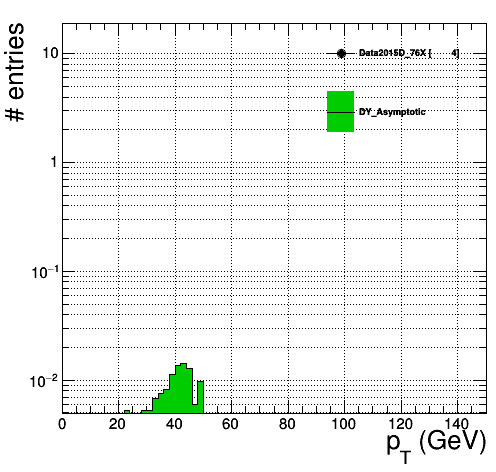 # entries
10
Data2015D_76X [ 4]
DY_Asymptotic
1
10⁻¹
10⁻²
0 20 40 60 80 100 120 140
p_T (GeV)